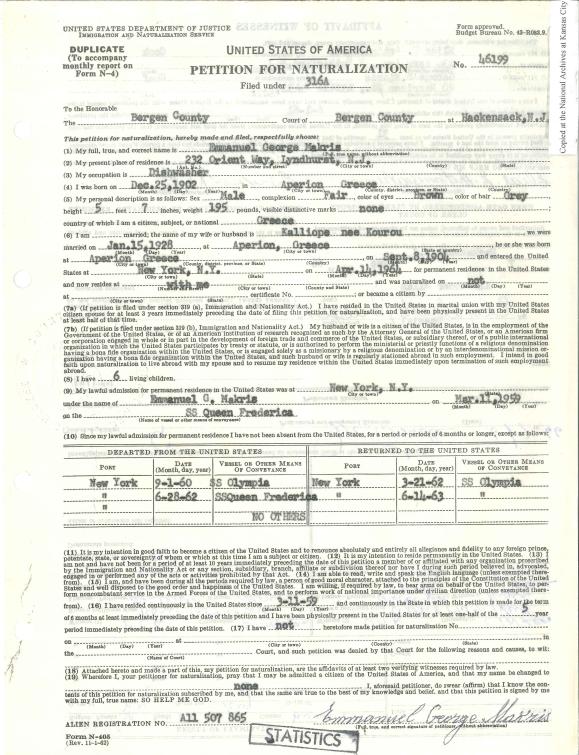 UNITED STATES DEPARTMENT OF JUSTICE
IMMIGRATION AND NATURALIZATION SERVICE
Form approved.
Budget Bureau No. 43-R083.9.
DUPLICATE
(To accompany
monthly report on
Form N-4)
UNITED STATES OF AMERICA
PETITION FOR NATURALIZATION
No. 46199
Filed under 316A
Copied at the National Archives at Kansas City
To the Honorable
The Bergen County Court of Bergen County at Hackensack, N.J.
This petition for naturalization, hereby made and filed, respectfully shows:
(1) My full, true, and correct name is Emmanuel George Makris
(Full, true name, without abbreviation)
(2) My present place of residence is 232 Orient Way, Lyndhurst, N.J.
(Number and street) (City or town) (County) (State)
(3) My occupation is Dishwasher
(4) I was born on Dec.25,1902 in Aperion Greece
(Month) (Day) (Year) (City or town) (County, district, province, or State) (Country)
(5) My personal description is as follows: Sex Male complexion Fair color of eyes Brown color of hair Grey
height 5 feet 7 inches, weight 195 pounds, visible distinctive marks none
country of which I am a citizen, subject, or national Greece
(6) I am married; the name of my wife or husband is Kalliope nee Kourou we were
married on Jan.15,1928 at Aperion, Greece he or she was born
(Month) (Day) (Year) (City or town) (State or country)
at Aperion Greece on Sept.8,1904 and entered the United
(City or town) (County, district, province, or State) (Country) (Month) (Day) (Year)
States at New York, N.Y. on Apr.14,1964 for permanent residence in the United
(City or town) (State) (Month) (Day) (Year)
and now resides at with me and was naturalized on not
(Number and street) (City or town) (County and State) (Month) (Day) (Year)
at certificate No. ; or became a citizen by
(City or town) (State)
(7a) (If petition is filed under section 319 (a), Immigration and Nationality Act.) I have resided in the United States in marital union with my United States
citizen spouse for at least 3 years immediately preceding the date of filing this petition for naturalization, and have been physically present in the United States
at least half of that time.
(7b) (If petition is filed under section 319 (b), Immigration and Nationality Act.) My husband or wife is a citizen of the United States, is in the employment of the
Government of the United States, or of an American institution of research recognized as such by the Attorney General of the United States, or an American firm
or corporation engaged in whole or in part in the development of foreign trade and commerce of the United States, or subsidiary thereof, or of a public international
organization in which the United States participates by treaty or statute, or is authorized to perform the ministerial or priestly functions of a religious denomination
having a bona fide organization within the United States, or is engaged solely as a missionary by a religious denomination or by an interdenominational mission organization
having a bona fide organization within the United States, and such husband or wife is regularly stationed abroad in such employment. I intend in good
faith upon naturalization to live abroad with my spouse and to resume my residence within the United States immediately upon termination of such employment
abroad.
(8) I have 6 living children.
(9) My lawful admission for permanent residence in the United States was at New York, N.Y.
(City or town) (State)
under the name of Emmanuel G. Makris on Mar.11,1959
(Month) (Day) (Year)
on the SS Queen Frederica
(Name of vessel or other means of conveyance)
(10) Since my lawful admission for permanent residence I have not been absent from the United States, for a period or periods of 6 months or longer, except as follows:
DEPARTED FROM THE UNITED STATES RETURNED TO THE UNITED STATES
PORT DATE (Month, day, year) VESSEL OR OTHER MEANS OF CONVEYANCE PORT DATE (Month, day, year) VESSEL OR OTHER MEANS OF CONVEYANCE
New York 9-1-60 SS Olympia New York 3-21-62 SS Olympia
" 6-28-62 SSQueen Frederica " 6-14-63 "
NO OTHERS
(11) It is my intention in good faith to become a citizen of the United States and to renounce absolutely and entirely all allegiance and fidelity to any foreign prince,
potentate, state, or sovereignty of whom or which at this time I am a subject or citizen. (12) It is my intention to reside permanently in the United States. (13) I
am not and have not been for a period of at least 10 years immediately preceding the date of this petition a member of or affiliated with any organization proscribed
by the Immigration and Nationality Act or any section, subsidiary, branch, affiliate or subdivision thereof nor have I during such period believed in, advocated,
engaged in or performed any of the acts or activities prohibited by that Act. (14) I am able to read, write and speak the English language (unless exempted therefrom).
(15) I am, and have been during all the periods required by law, a person of good moral character, attached to the principles of the Constitution of the United
States and well disposed to the good order and happiness of the United States. I am willing, if required by law, to bear arms on behalf of the United States, to perform
noncombatant service in the Armed Forces of the United States, and to perform work of national importance under civilian direction (unless exempted therefrom).
(16) I have resided continuously in the United States since 3-11-59 and continuously in the State in which this petition is made for the term
(Month) (Day) (Year)
of 6 months at least immediately preceding the date of this petition and I have been physically present in the United States for at least one-half of the 5 year
period immediately preceding the date of this petition. (17) I have not heretofore made petition for naturalization No.
on at in
(Month) (Day) (Year) (City or town) (County) (State)
the Court, and such petition was denied by that Court for the following reasons and causes, to wit:
(Name of Court)
(18) Attached hereto and made a part of this, my petition for naturalization, are the affidavits of at least two verifying witnesses required by law.
(19) Wherefore I, your petitioner for naturalization, pray that I may be admitted a citizen of the United States of America, and that my name be changed to
none I, aforesaid petitioner, do swear (affirm) that I know the contents
of this petition for naturalization subscribed by me, and that the same are true to the best of my knowledge and belief, and that this petition is signed by me
with my full, true name: SO HELP ME GOD.
Emmanuel George Makris
(Full, true, and correct signature of petitioner, without abbreviation)
ALIEN REGISTRATION NO. A11 507 865
STATISTICS
Form N-405
(Rev. 11-1-62)